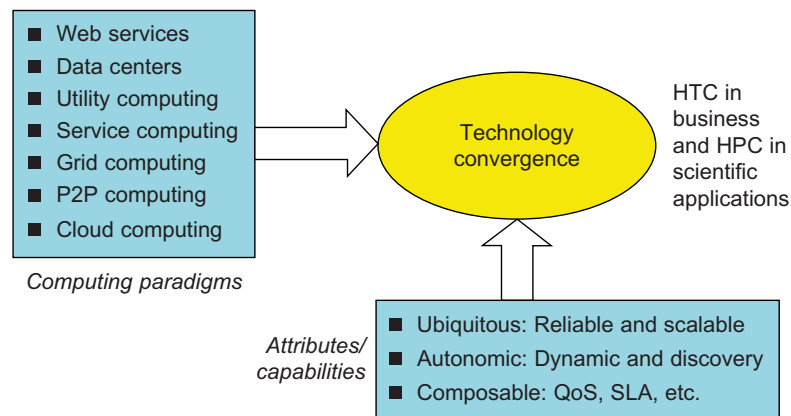 ■ Web services
■ Data centers
■ Utility computing
■ Service computing
■ Grid computing
■ P2P computing
■ Cloud computing
Computing paradigms
Technology
convergence
HTC in
business
and HPC in
scientific
applications
Attributes/
capabilities
■ Ubiquitous: Reliable and scalable
■ Autonomic: Dynamic and discovery
■ Composable: QoS, SLA, etc.